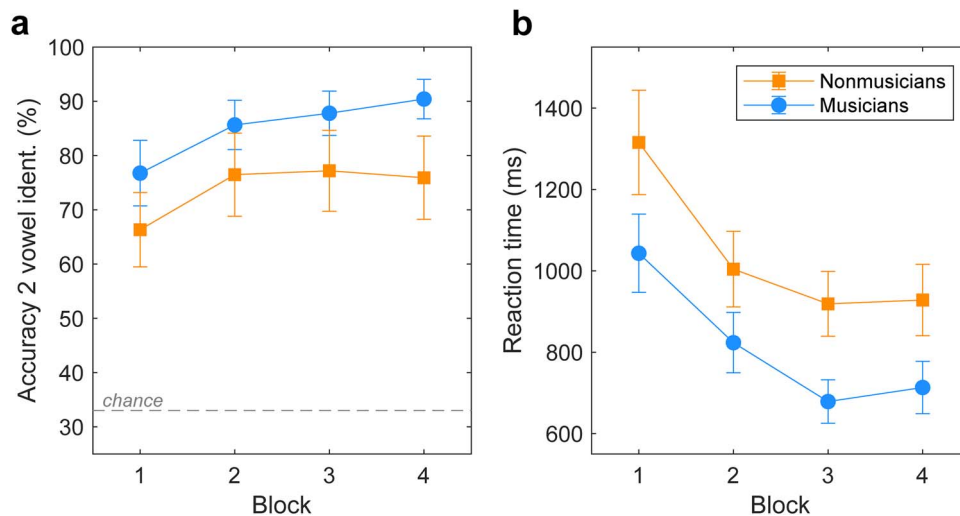 a
Accuracy 2 vowel ident. (%)
100
90
80
70
60
50
40
30
chance
1 2 3 4
Block
b
Reaction time (ms)
1400
1200
1000
800
600
Nonmusicians
Musicians
1 2 3 4
Block